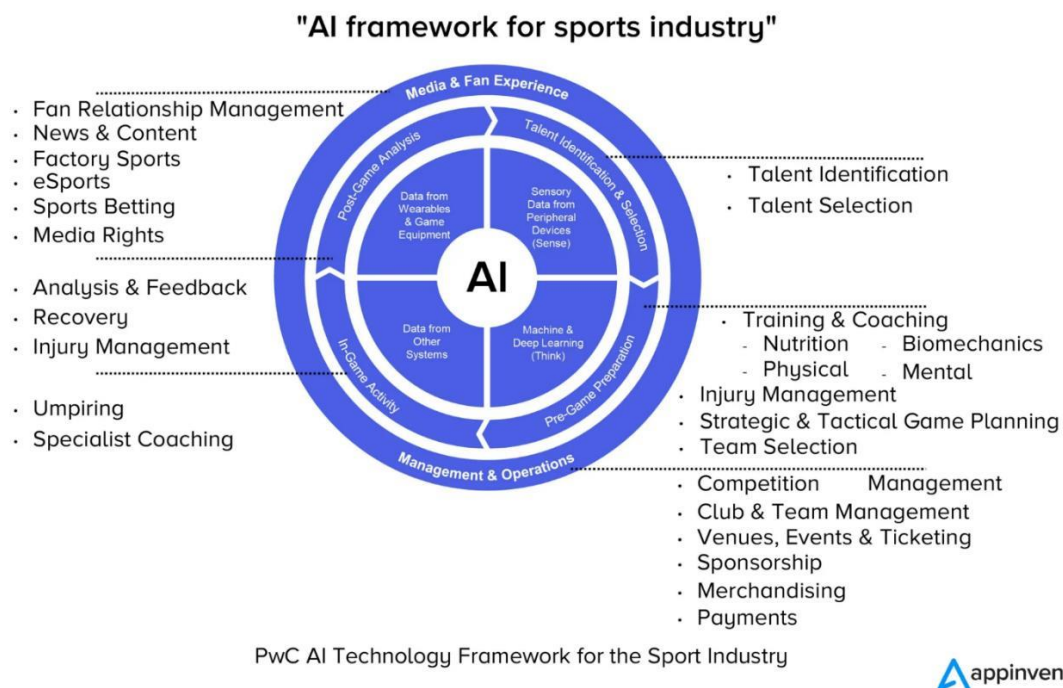 "AI framework for sports industry"
Media & Fan Experience
Post-Game Analysis
Talent Identification & Selection
In-Game Activity
Pre-Game Preparation
Management & Operations
Data from
Wearables
& Game
Equipment
Sensory
Data from
Peripheral
Devices
(Sense)
AI
Data from
Other
Systems
Machine &
Deep Learning
(Think)
· Fan Relationship Management
· News & Content
· Factory Sports
· eSports
· Sports Betting
· Media Rights
· Analysis & Feedback
· Recovery
· Injury Management
· Umpiring
· Specialist Coaching
· Talent Identification
· Talent Selection
· Training & Coaching
- Nutrition - Biomechanics
- Physical - Mental
· Injury Management
· Strategic & Tactical Game Planning
· Team Selection
· Competition Management
· Club & Team Management
· Venues, Events & Ticketing
· Sponsorship
· Merchandising
· Payments
PwC AI Technology Framework for the Sport Industry
appinven